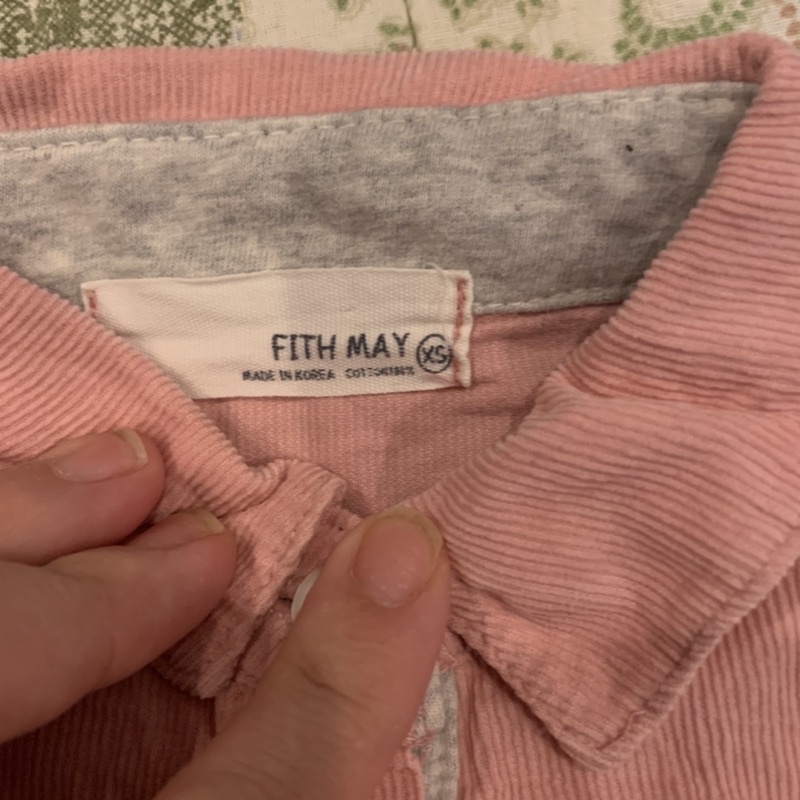 FITH MAY XS
MADE IN KOREA COTTON100%